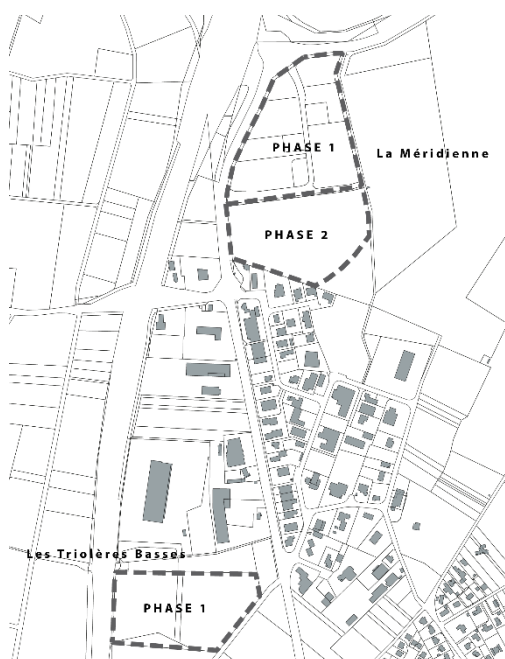 PHASE 1
La Méridienne
PHASE 2
Les Triolères Basses
PHASE 1